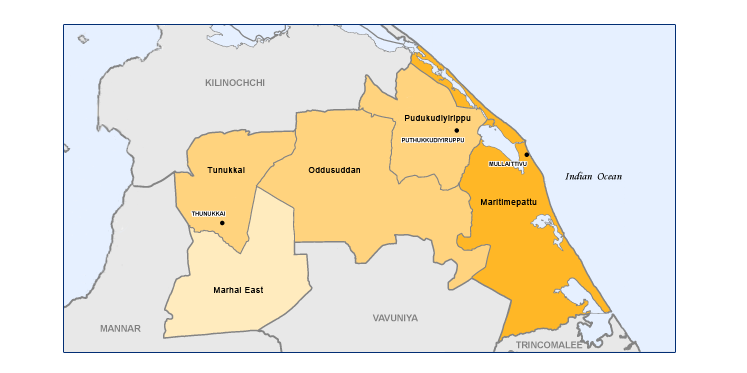 KILINOCHCHI
Pudukudiyirippu
PUTHUKKUDIYIRUPPU
MULLAITTIVU
Tunukkai
Oddusuddan
Indian Ocean
Maritimepattu
THUNUKKAI
Marhai East
MANNAR
VAVUNIYA
TRINCOMALEE